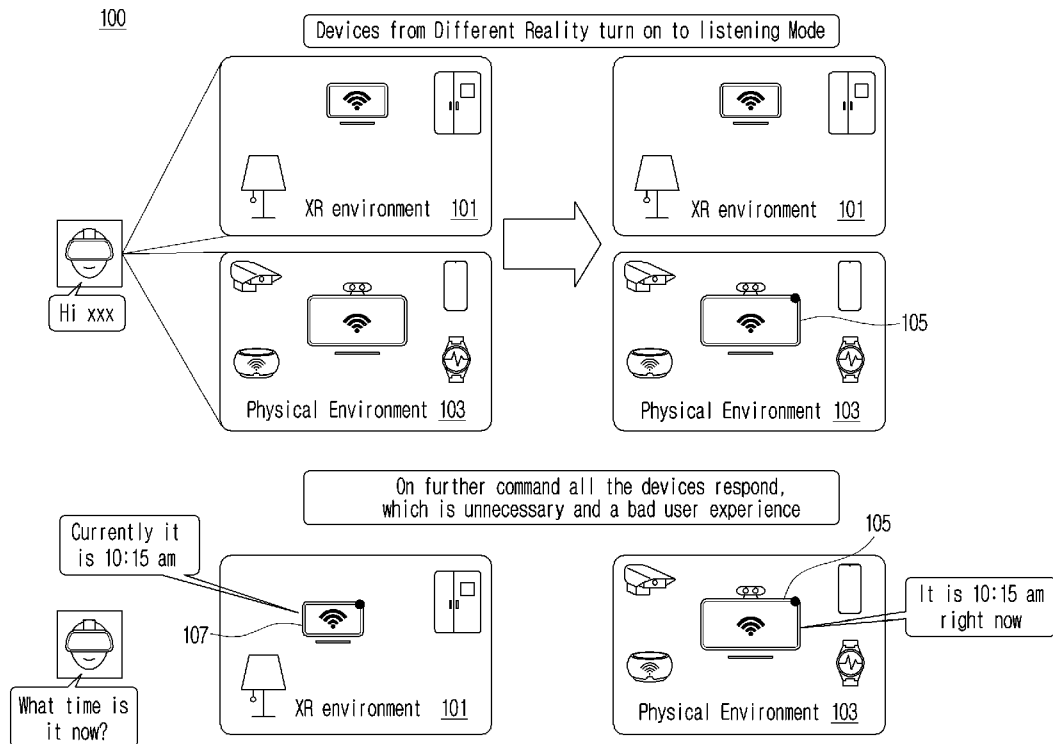 100
Devices from Different Reality turn on to listening Mode
XR environment 101
XR environment 101
Hi xxx
Physical Environment 103
105
Physical Environment 103
On further command all the devices respond,
which is unnecessary and a bad user experience
Currently it
is 10:15 am
107
What time is
it now?
XR environment 101
105
It is 10:15 am
right now
Physical Environment 103